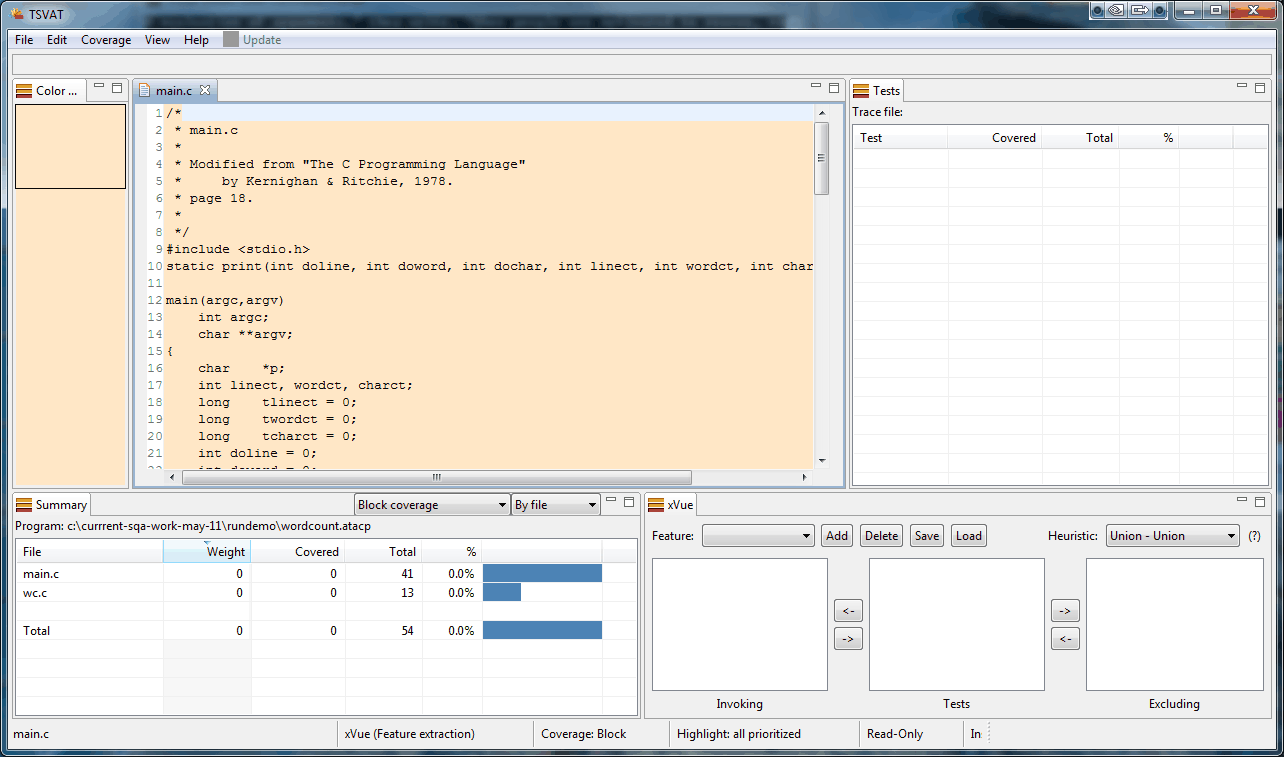 TSVAT
File Edit Coverage View Help Update
Color ...
main.c
1 /*
2 * main.c
3 *
4 * Modified from "The C Programming Language"
5 * by Kernighan & Ritchie, 1978.
6 * page 18.
7 *
8 */
9 #include <stdio.h>
10 static print(int doline, int doword, int dochar, int linect, int wordct, int char
11
12 main(argc,argv)
13 int argc;
14 char **argv;
15 {
16 char *p;
17 int linect, wordct, charct;
18 long tlinect = 0;
19 long twordct = 0;
20 long tcharct = 0;
21 int doline = 0;
22 int doword = 0;
Tests
Trace file:
Test Covered Total %
Summary
Block coverage By file
Program: c:\currrent-sqa-work-may-11\rundemo\wordcount.atacp
File Weight Covered Total %
main.c 0 0 41 0.0%
wc.c 0 0 13 0.0%
Total 0 0 54 0.0%
xVue
Feature: Add Delete Save Load Heuristic: Union - Union (?)
<- ->
-> <-
Invoking Tests Excluding
main.c xVue (Feature extraction) Coverage: Block Highlight: all prioritized Read-Only In